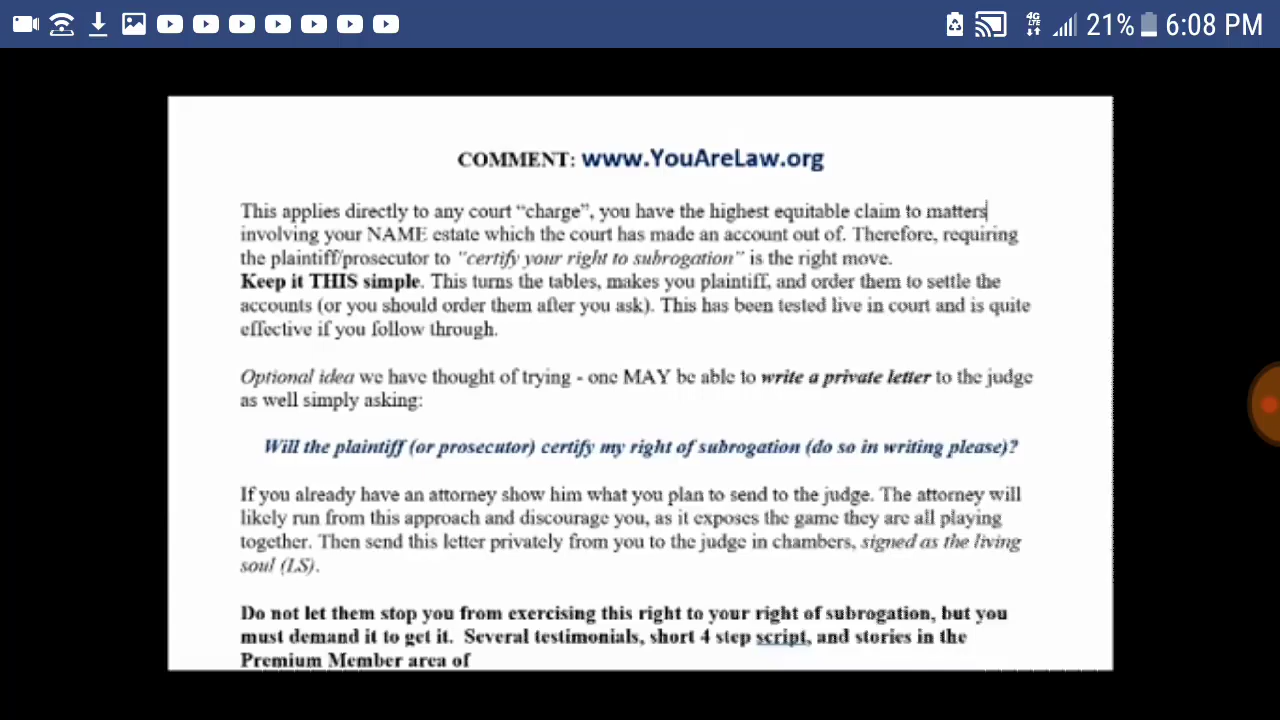 21% 6:08 PM
COMMENT: www.YouAreLaw.org
This applies directly to any court “charge”, you have the highest equitable claim to matters
involving your NAME estate which the court has made an account out of. Therefore, requiring
the plaintiff/prosecutor to "certify your right to subrogation" is the right move.
Keep it THIS simple. This turns the tables, makes you plaintiff, and order them to settle the
accounts (or you should order them after you ask). This has been tested live in court and is quite
effective if you follow through.
Optional idea we have thought of trying - one MAY be able to write a private letter to the judge
as well simply asking:
Will the plaintiff (or prosecutor) certify my right of subrogation (do so in writing please)?
If you already have an attorney show him what you plan to send to the judge. The attorney will
likely run from this approach and discourage you, as it exposes the game they are all playing
together. Then send this letter privately from you to the judge in chambers, signed as the living
soul (LS).
Do not let them stop you from exercising this right to your right of subrogation, but you
must demand it to get it. Several testimonials, short 4 step script, and stories in the
Premium Member area of